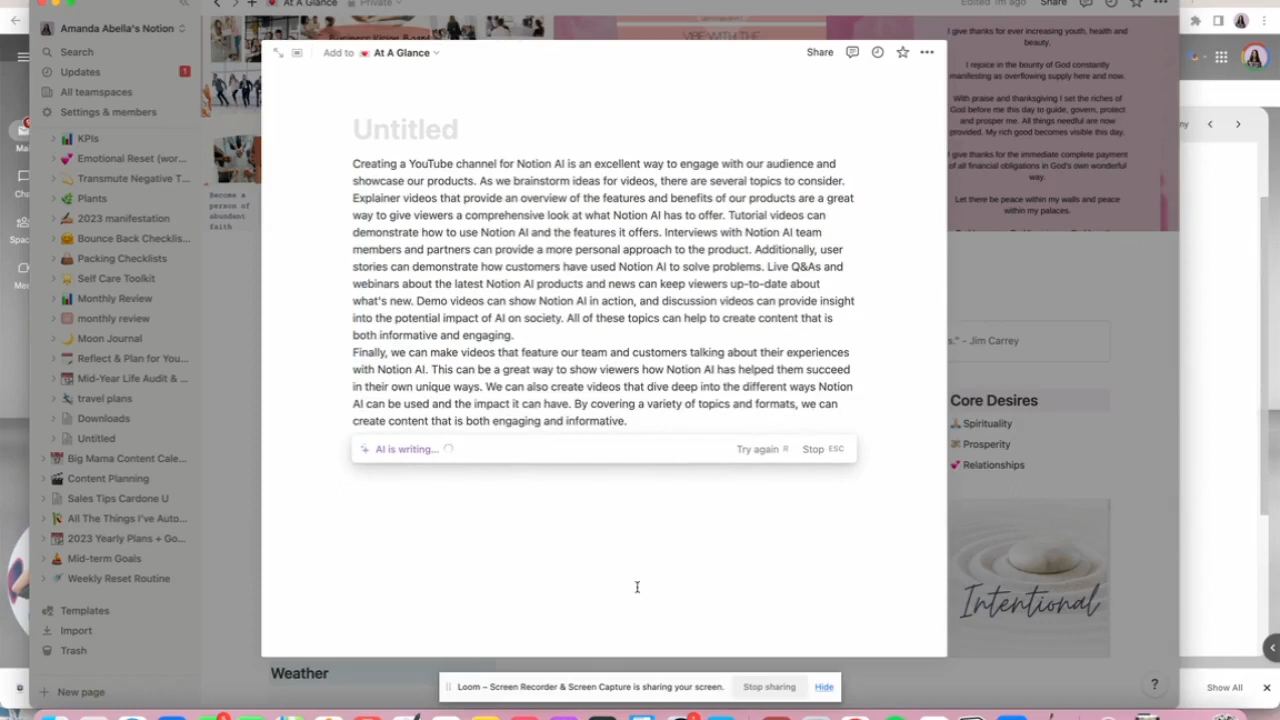 At A Glance
Private
Edited 1m ago
Share
Amanda Abella's Notion
Search
Updates
1
All teamspaces
Settings & members
KPIs
Emotional Reset (wor...
Transmute Negative T...
Plants
2023 manifestation
Bounce Back Checklis...
Packing Checklists
Self Care Toolkit
Monthly Review
monthly review
Moon Journal
Reflect & Plan for You...
Mid-Year Life Audit & ...
travel plans
Downloads
Untitled
Big Mama Content Cale...
Content Planning
Sales Tips Cardone U
All The Things I've Auto...
2023 Yearly Plans + Go...
Mid-term Goals
Weekly Reset Routine
Templates
Import
Trash
New page
Business Vision Board
VIBE WITH THE
Become a
person of
abundant
faith
Add to At A Glance
Share
Untitled
Creating a YouTube channel for Notion AI is an excellent way to engage with our audience and
showcase our products. As we brainstorm ideas for videos, there are several topics to consider.
Explainer videos that provide an overview of the features and benefits of our products are a great
way to give viewers a comprehensive look at what Notion AI has to offer. Tutorial videos can
demonstrate how to use Notion AI and the features it offers. Interviews with Notion AI team
members and partners can provide a more personal approach to the product. Additionally, user
stories can demonstrate how customers have used Notion AI to solve problems. Live Q&As and
webinars about the latest Notion AI products and news can keep viewers up-to-date about
what's new. Demo videos can show Notion AI in action, and discussion videos can provide insight
into the potential impact of AI on society. All of these topics can help to create content that is
both informative and engaging.
Finally, we can make videos that feature our team and customers talking about their experiences
with Notion AI. This can be a great way to show viewers how Notion AI has helped them succeed
in their own unique ways. We can also create videos that dive deep into the different ways Notion
AI can be used and the impact it can have. By covering a variety of topics and formats, we can
create content that is both engaging and informative.
AI is writing...
Try again R
Stop ESC
I give thanks for ever increasing youth, health and
beauty.
I rejoice in the bounty of God constantly
manifesting as overflowing supply here and now.
With praise and thanksgiving I set the riches of
God before me this day to guide, govern, protect
and prosper me. All things needful are now
provided. My rich good becomes visible this day.
I give thanks for the immediate complete payment
of all financial obligations in God's own wonderful
way.
Let there be peace within my walls and peace
within my palaces.
s." - Jim Carrey
Core Desires
Spirituality
Prosperity
Relationships
Intentional
Weather
Loom – Screen Recorder & Screen Capture is sharing your screen.
Stop sharing
Hide
?
Show All